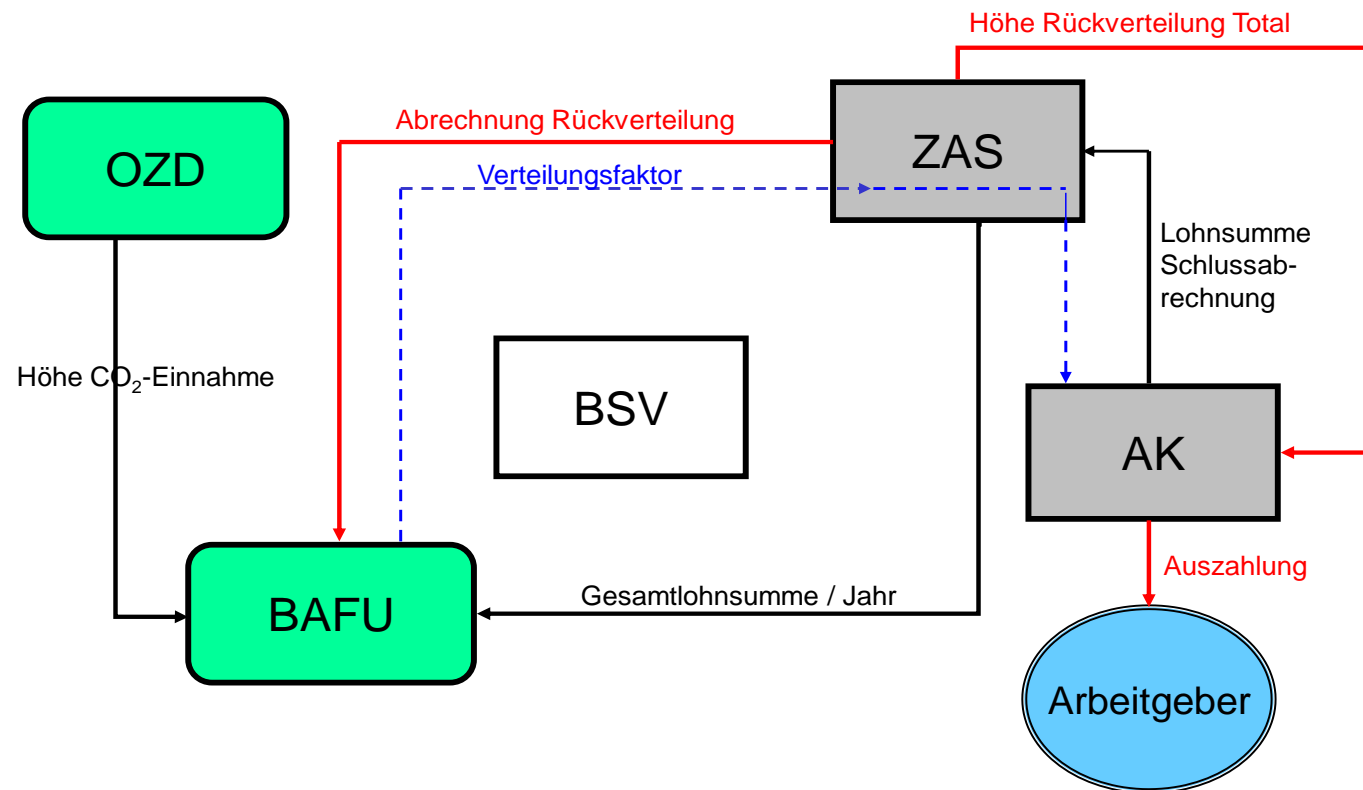 Höhe Rückverteilung Total
Abrechnung Rückverteilung
ZAS
OZD
Verteilungsfaktor
Lohnsumme
Schlussab-
rechnung
Höhe CO₂-Einnahme
BSV
AK
Auszahlung
Gesamtlohnsumme / Jahr
BAFU
Arbeitgeber